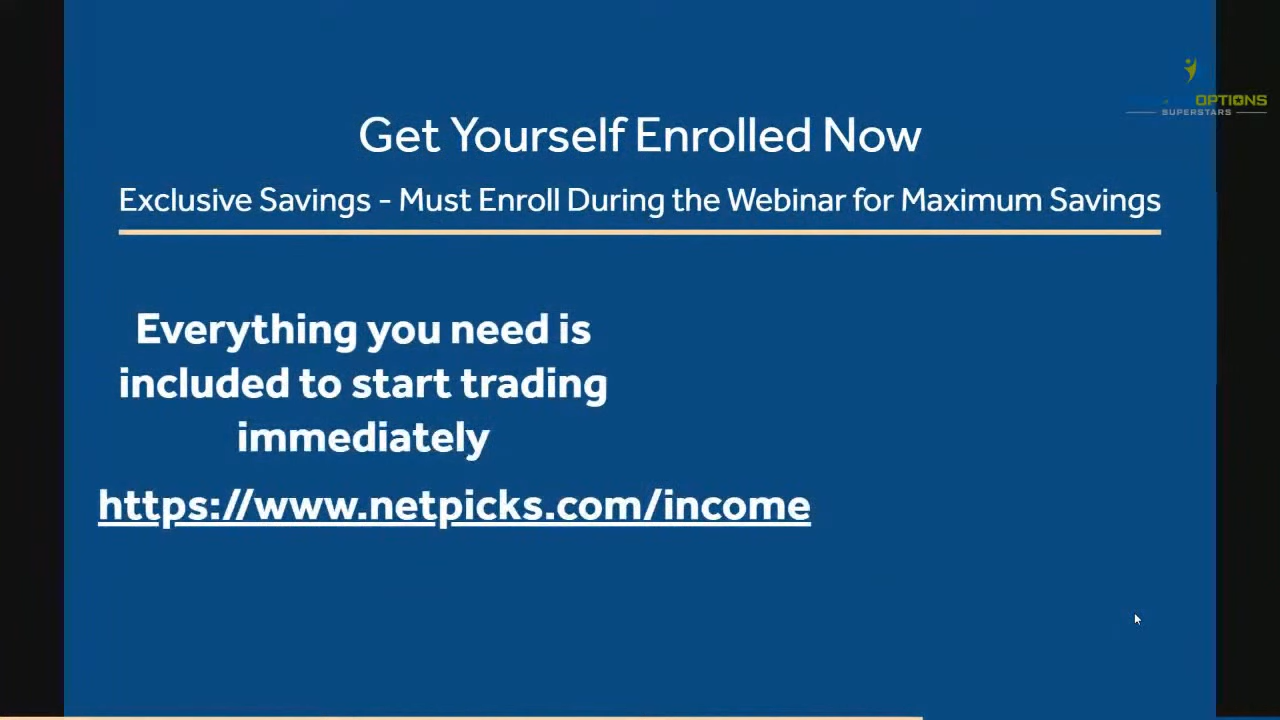 OPTIONS
SUPERSTARS
Get Yourself Enrolled Now
Exclusive Savings - Must Enroll During the Webinar for Maximum Savings
Everything you need is
included to start trading
immediately
https://www.netpicks.com/income